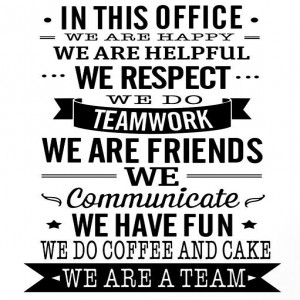 IN THIS OFFICE
WE ARE HAPPY
WE ARE HELPFUL
WE RESPECT
WE DO
TEAMWORK
WE ARE FRIENDS
WE
Communicate
WE HAVE FUN
WE DO COFFEE AND CAKE
WE ARE A TEAM